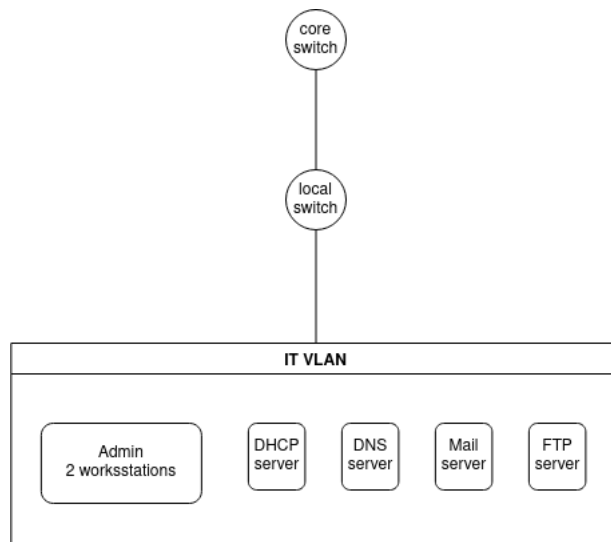 core
switch
local
switch
IT VLAN
Admin
2 worksstations
DHCP
server
DNS
server
Mail
server
FTP
server